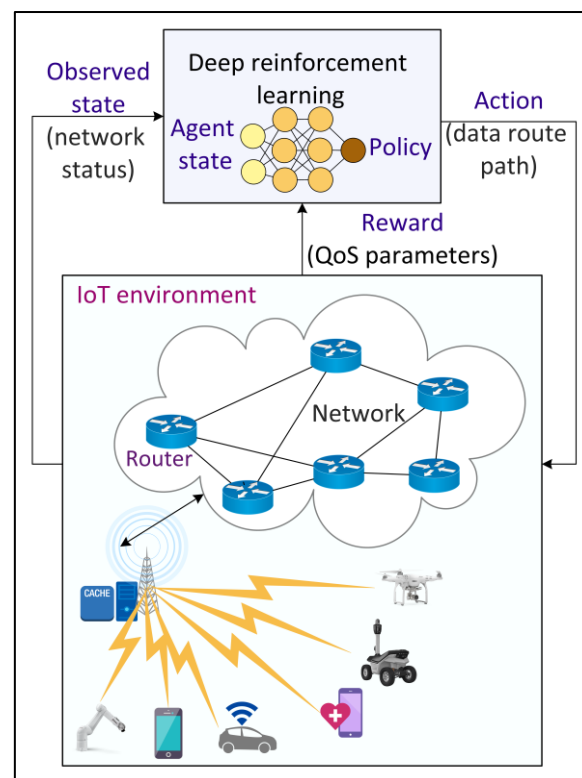 Observed
state
(network
status)
Deep reinforcement
learning
Agent
state
Policy
Action
(data route
path)
Reward
(QoS parameters)
IoT environment
Network
Router
CACHE